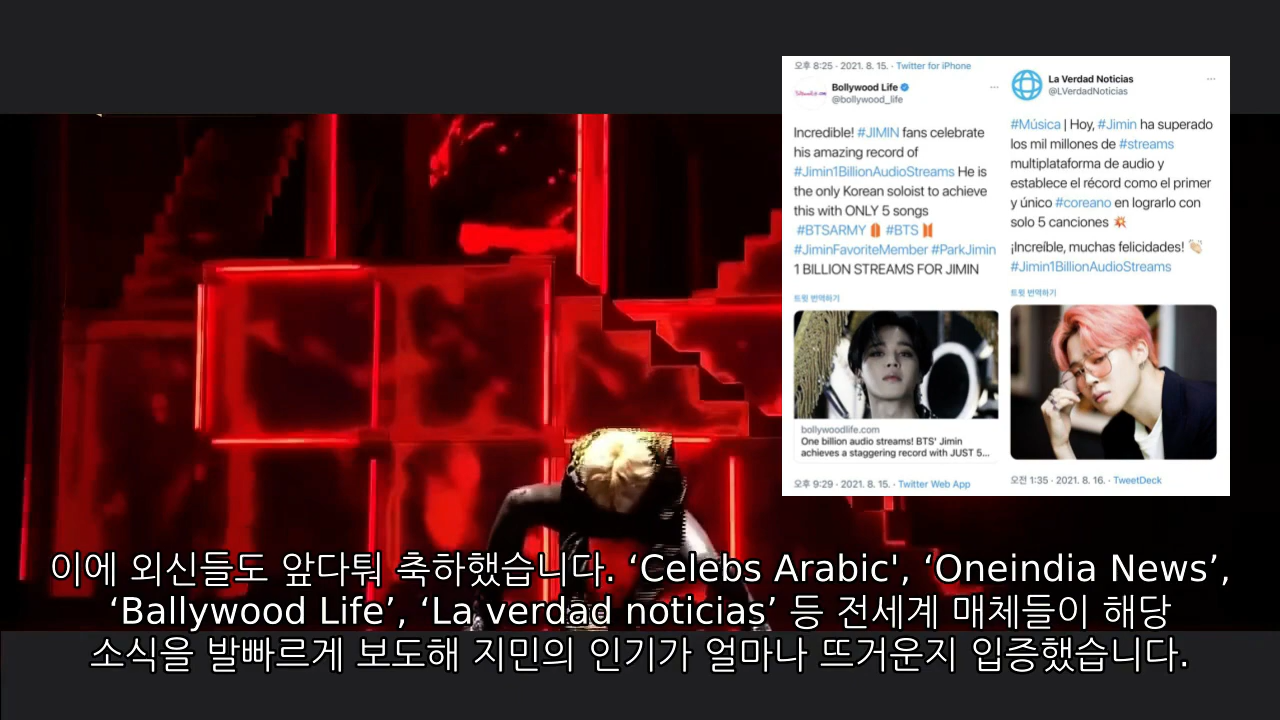 오후 8:25 · 2021. 8. 15. · Twitter for iPhone
Bollywood Life
@bollywood_life
Incredible! #JIMIN fans celebrate
his amazing record of
#Jimin1BillionAudioStreams He is
the only Korean soloist to achieve
this with ONLY 5 songs
#BTSARMY #BTS
#JiminFavoriteMember #ParkJimin
1 BILLION STREAMS FOR JIMIN
트윗 번역하기
bollywoodlife.com
One billion audio streams! BTS' Jimin
achieves a staggering record with JUST 5...
오후 9:29 · 2021. 8. 15. · Twitter Web App
La Verdad Noticias
@LVerdadNoticias
#Música | Hoy, #Jimin ha superado
los mil millones de #streams
multiplataforma de audio y
establece el récord como el primer
y único #coreano en lograrlo con
solo 5 canciones 💥
¡Increíble, muchas felicidades! 👏🏻
#Jimin1BillionAudioStreams
트윗 번역하기
오전 1:35 · 2021. 8. 16. · TweetDeck
이에 외신들도 앞다퉈 축하했습니다. ‘Celebs Arabic', ‘Oneindia News’,
‘Ballywood Life’, ‘La verdad noticias’ 등 전세계 매체들이 해당
소식을 발빠르게 보도해 지민의 인기가 얼마나 뜨거운지 입증했습니다.